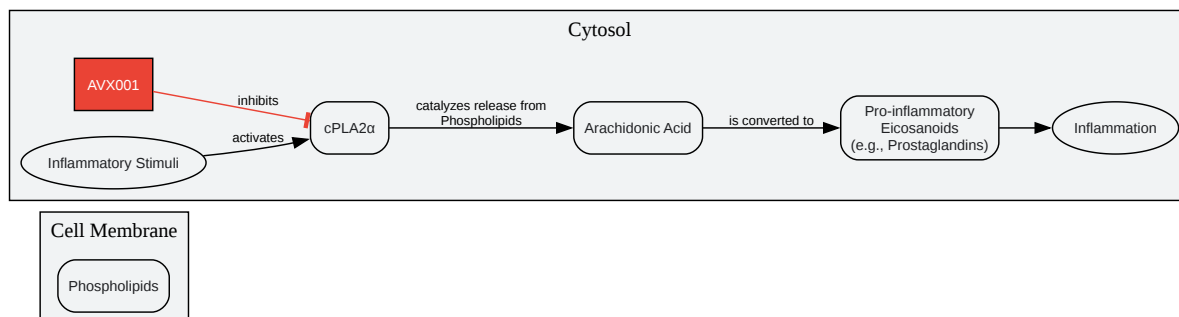 Cytosol
AVX001
inhibits
Inflammatory Stimuli
activates
cPLA2α
catalyzes release from
Phospholipids
Arachidonic Acid
is converted to
Pro-inflammatory
Eicosanoids
(e.g., Prostaglandins)
Inflammation
Cell Membrane
Phospholipids